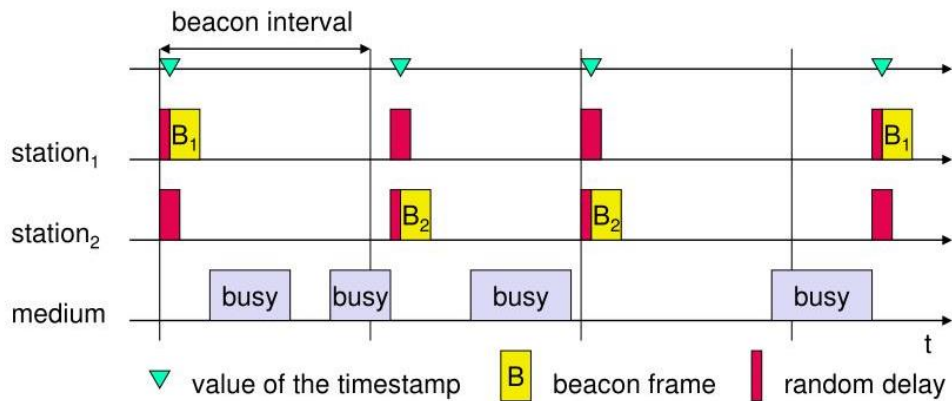 beacon interval
B₁ B₁
station₁
B₂ B₂
station₂
busy busy busy busy
medium
t
value of the timestamp B beacon frame random delay